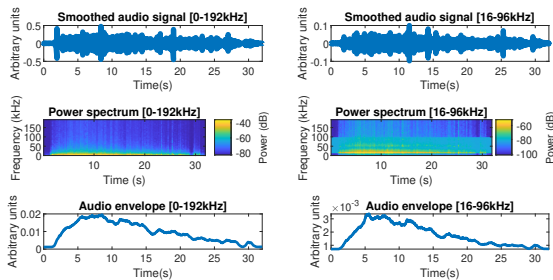 Smoothed audio signal [0-192kHz]
Arbitrary units
0.5
0
-0.5
0 5 10 15 20 25 30
Time(s)
Smoothed audio signal [16-96kHz]
Arbitrary units
0.1
0
-0.1
0 5 10 15 20 25 30
Time(s)
Power spectrum [0-192kHz]
Frequency (kHz)
150
100
50
0
10 20 30
Time (s)
-40
-60
-80
Power (dB)
Power spectrum [16-96kHz]
Frequency (kHz)
150
100
50
0
10 20 30
Time (s)
-60
-80
-100
Power (dB)
Audio envelope [0-192kHz]
Arbitrary units
0.02
0.01
0
0 5 10 15 20 25 30
Time(s)
Audio envelope [16-96kHz]
×10-3
Arbitrary units
3
2
1
0 5 10 15 20 25 30
Time(s)